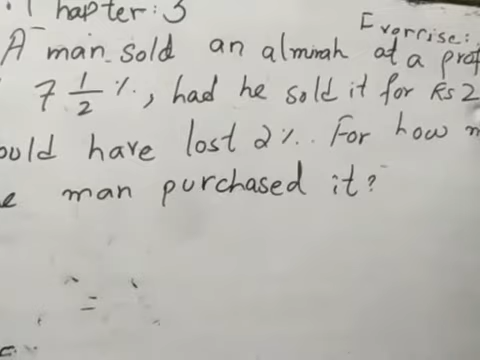 hapter: 3
Exercise:
A man sold an almirah at a prof
7 1/2 %, had he sold it for Rs 2
ould have lost 2%. For how m
e man purchased it?
=